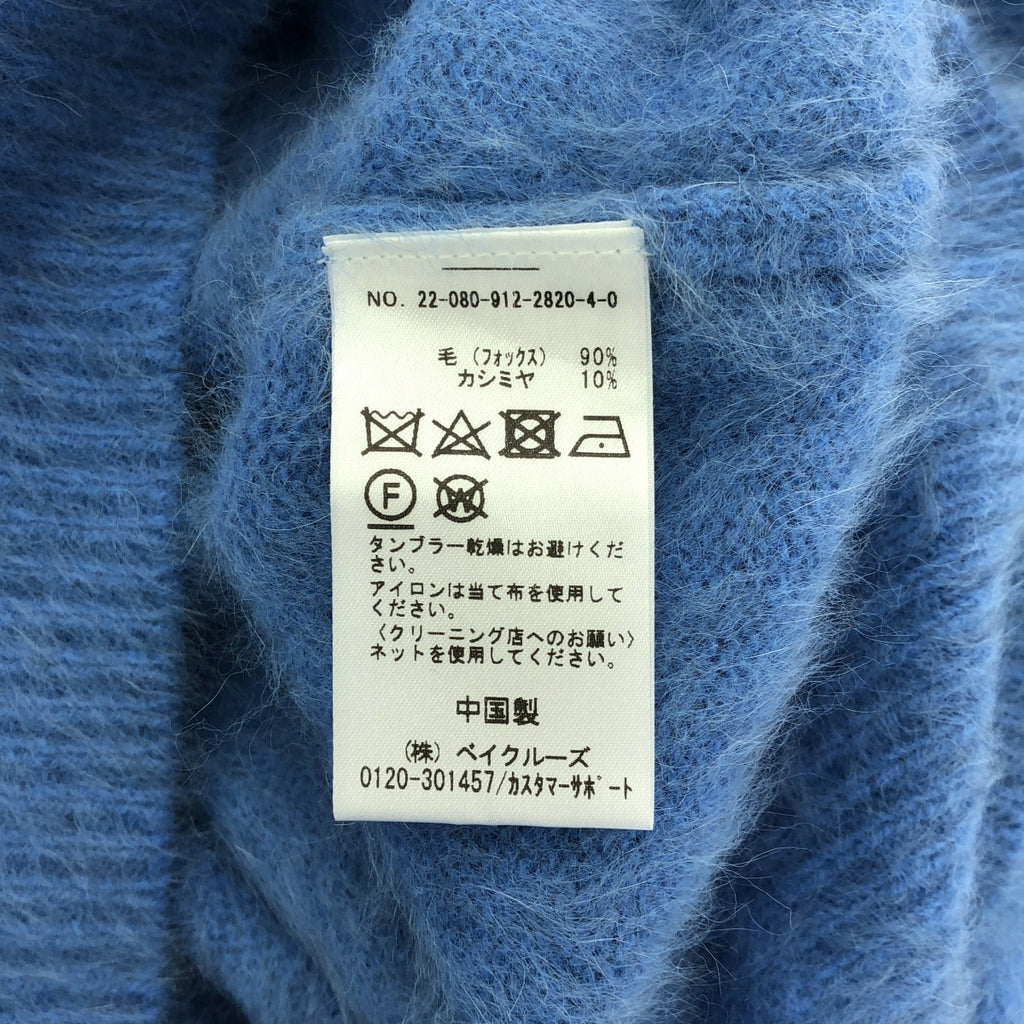 NO. 22-080-912-2820-4-0
毛 (フォックス) 90%
カシミヤ 10%
F W
タンブラー乾燥はお避けくだ
さい。
アイロンは当て布を使用して
ください。
〈クリーニング店へのお願い〉
ネットを使用してください。
中国製
(株) ベイクルーズ
0120-301457/カスタマーサポート